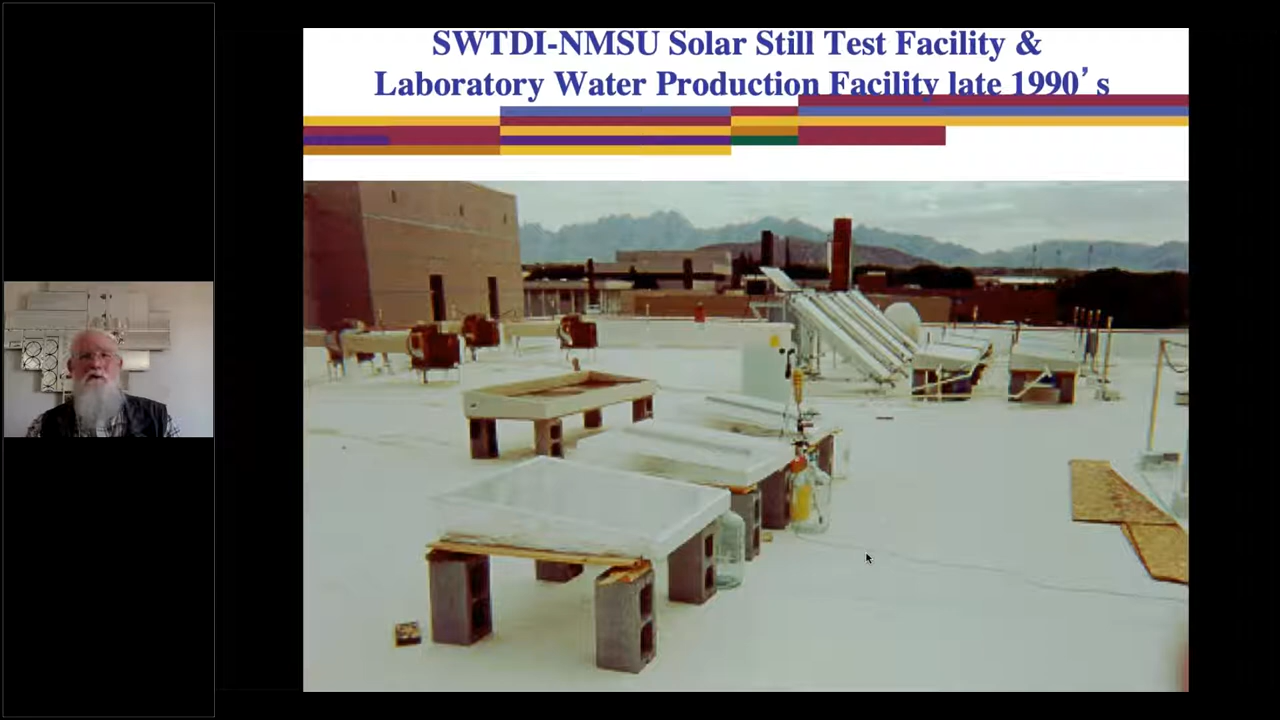 SWTDI-NMSU Solar Still Test Facility &
Laboratory Water Production Facility late 1990's